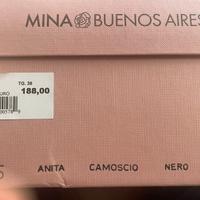 MINA BUENOS AIRES
TG. 38
188,00
ANITA CAMOSCIO NERO